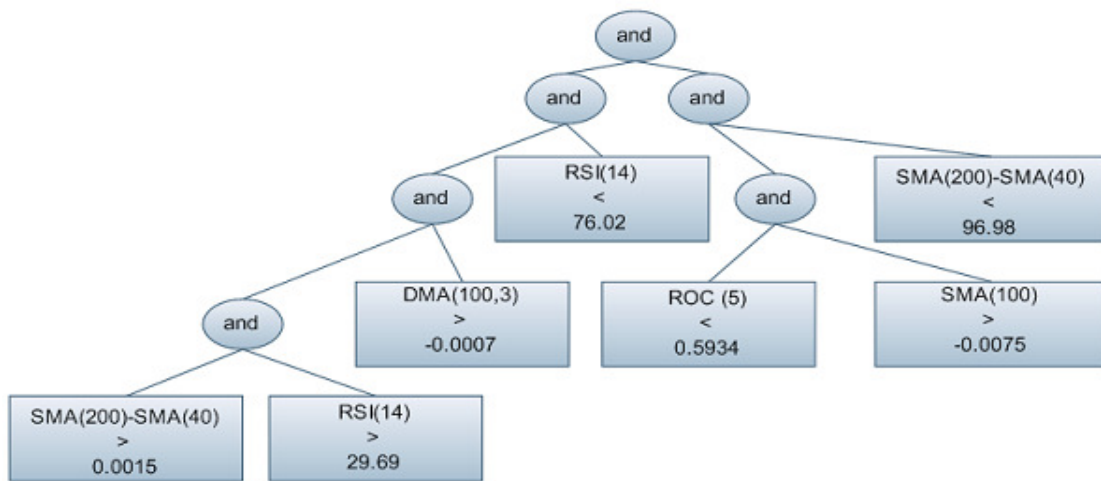 and
and
and
RSI(14)
<
76.02
SMA(200)-SMA(40)
<
96.98
and
and
DMA(100,3)
>
-0.0007
ROC (5)
<
0.5934
SMA(100)
>
-0.0075
and
SMA(200)-SMA(40)
>
0.0015
RSI(14)
>
29.69